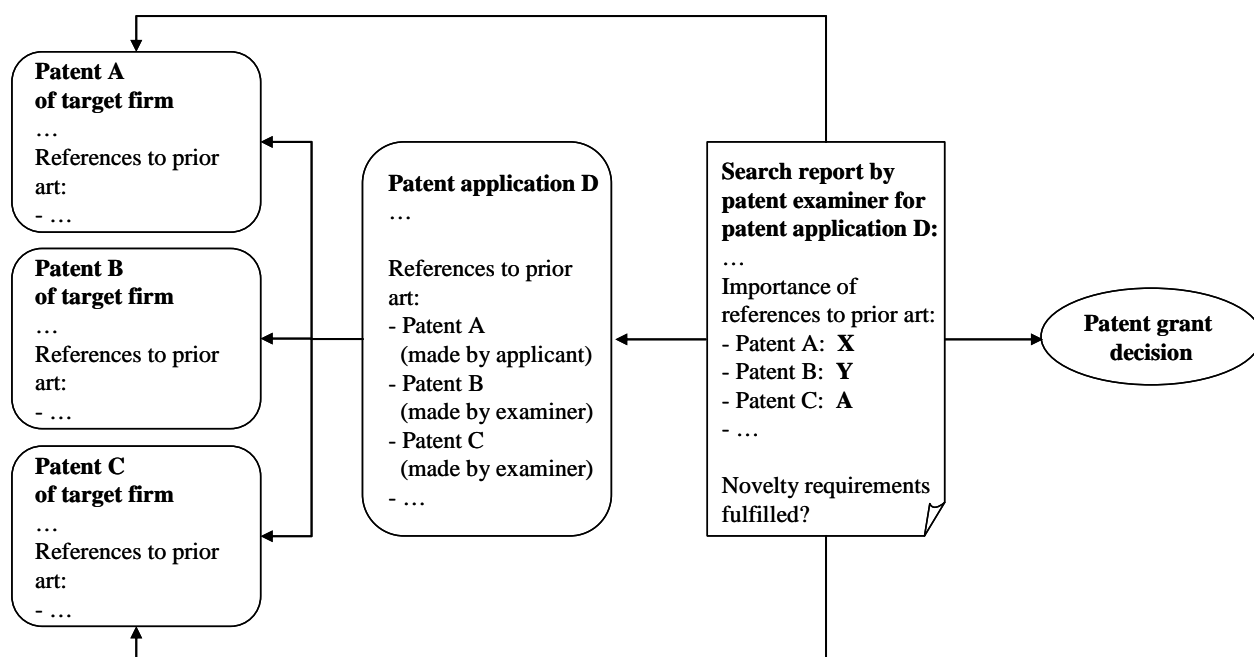 Patent A
of target firm
…
References to prior
art:
- …
Patent B
of target firm
…
References to prior
art:
- …
Patent C
of target firm
…
References to prior
art:
- …
Patent application D
…
References to prior
art:
- Patent A
(made by applicant)
- Patent B
(made by examiner)
- Patent C
(made by examiner)
- …
Search report by
patent examiner for
patent application D:
…
Importance of
references to prior art:
- Patent A: X
- Patent B: Y
- Patent C: A
- …
Novelty requirements
fulfilled?
Patent grant
decision